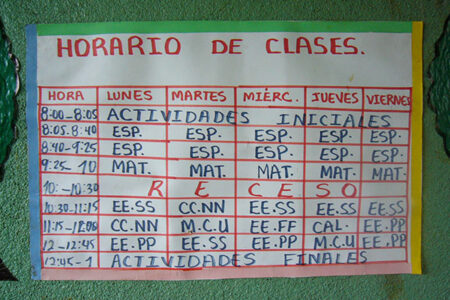 HORARIO DE CLASES.
HORA LUNES MARTES MIÉRC. JUEVES VIERNES
8:00-8:05 ACTIVIDADES INICIALES
8:05-8:40 ESP. ESP. ESP. ESP. ESP.
8:40-9:25 ESP. ESP. ESP. ESP. ESP.
9:25-10 MAT. MAT. MAT. MAT. MAT.
10:-10:30 RECESO
10:30-11:15 EE.SS CC.NN EE.SS EE.SS EE.SS
11:15-12:00 CC.NN M.C.U EE.FF CAL. EE.PP
12-12:45 EE.PP EE.SS EE.PP M.C.U EE.PP
12:45-1 ACTIVIDADES FINALES